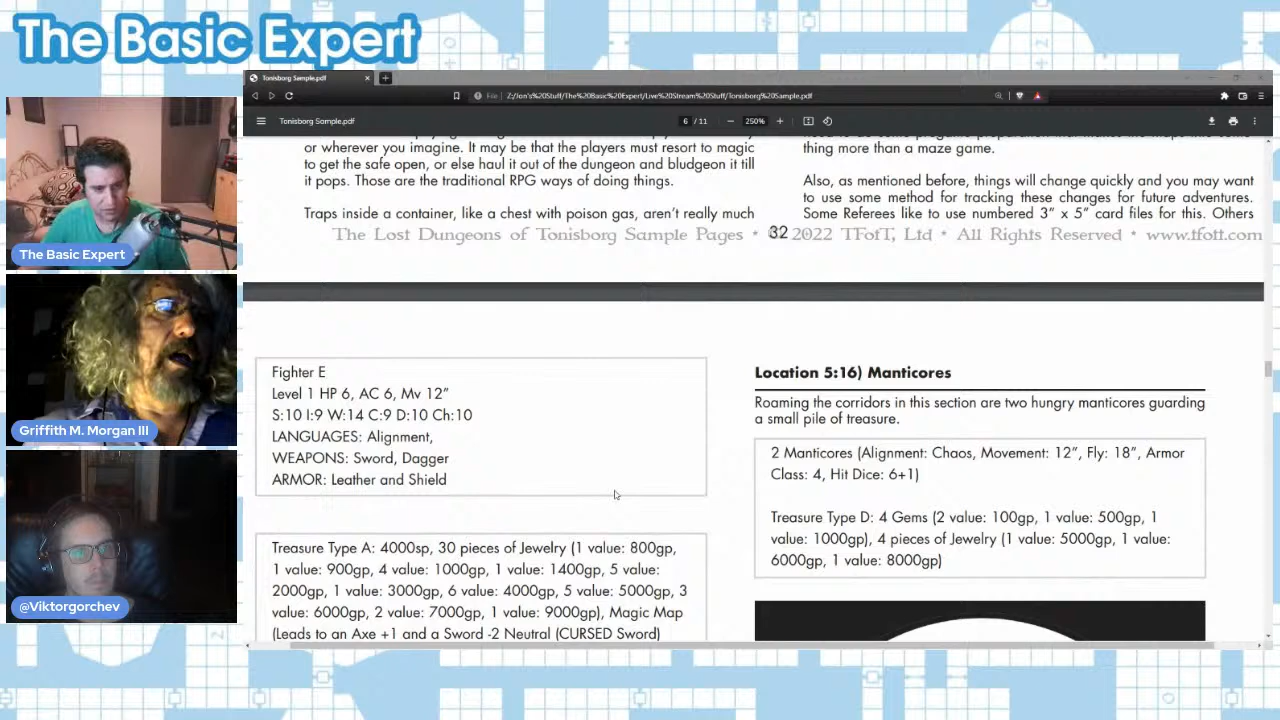 The Basic Expert
Tonisborg Sample.pdf
File
Z:/Jon's%20Stuff/The%20Basic%20Expert/Live%20Stream%20Stuff/Tonisborg%20Sample.pdf
Tonisborg Sample.pdf
6 / 11
250%
or wherever you imagine. It may be that the players must resort to magic
to get the safe open, or else haul it out of the dungeon and bludgeon it till
it pops. Those are the traditional RPG ways of doing things.
Traps inside a container, like a chest with poison gas, aren't really much
thing more than a maze game.
Also, as mentioned before, things will change quickly and you may want
to use some method for tracking these changes for future adventures.
Some Referees like to use numbered 3" x 5" card files for this. Others
The Lost Dungeons of Tonisborg Sample Pages • 32 2022 TFofT, Ltd • All Rights Reserved • www.tfott.com
Fighter E
Level 1 HP 6, AC 6, Mv 12"
S:10 I:9 W:14 C:9 D:10 Ch:10
LANGUAGES: Alignment,
WEAPONS: Sword, Dagger
ARMOR: Leather and Shield
Treasure Type A: 4000sp, 30 pieces of Jewelry (1 value: 800gp,
1 value: 900gp, 4 value: 1000gp, 1 value: 1400gp, 5 value:
2000gp, 1 value: 3000gp, 6 value: 4000gp, 5 value: 5000gp, 3
value: 6000gp, 2 value: 7000gp, 1 value: 9000gp), Magic Map
(Leads to an Axe +1 and a Sword -2 Neutral (CURSED Sword)
Location 5:16) Manticores
Roaming the corridors in this section are two hungry manticores guarding
a small pile of treasure.
2 Manticores (Alignment: Chaos, Movement: 12", Fly: 18", Armor
Class: 4, Hit Dice: 6+1)
Treasure Type D: 4 Gems (2 value: 100gp, 1 value: 500gp, 1
value: 1000gp), 4 pieces of Jewelry (1 value: 5000gp, 1 value:
6000gp, 1 value: 8000gp)
The Basic Expert
Griffith M. Morgan III
@Viktorgorchev